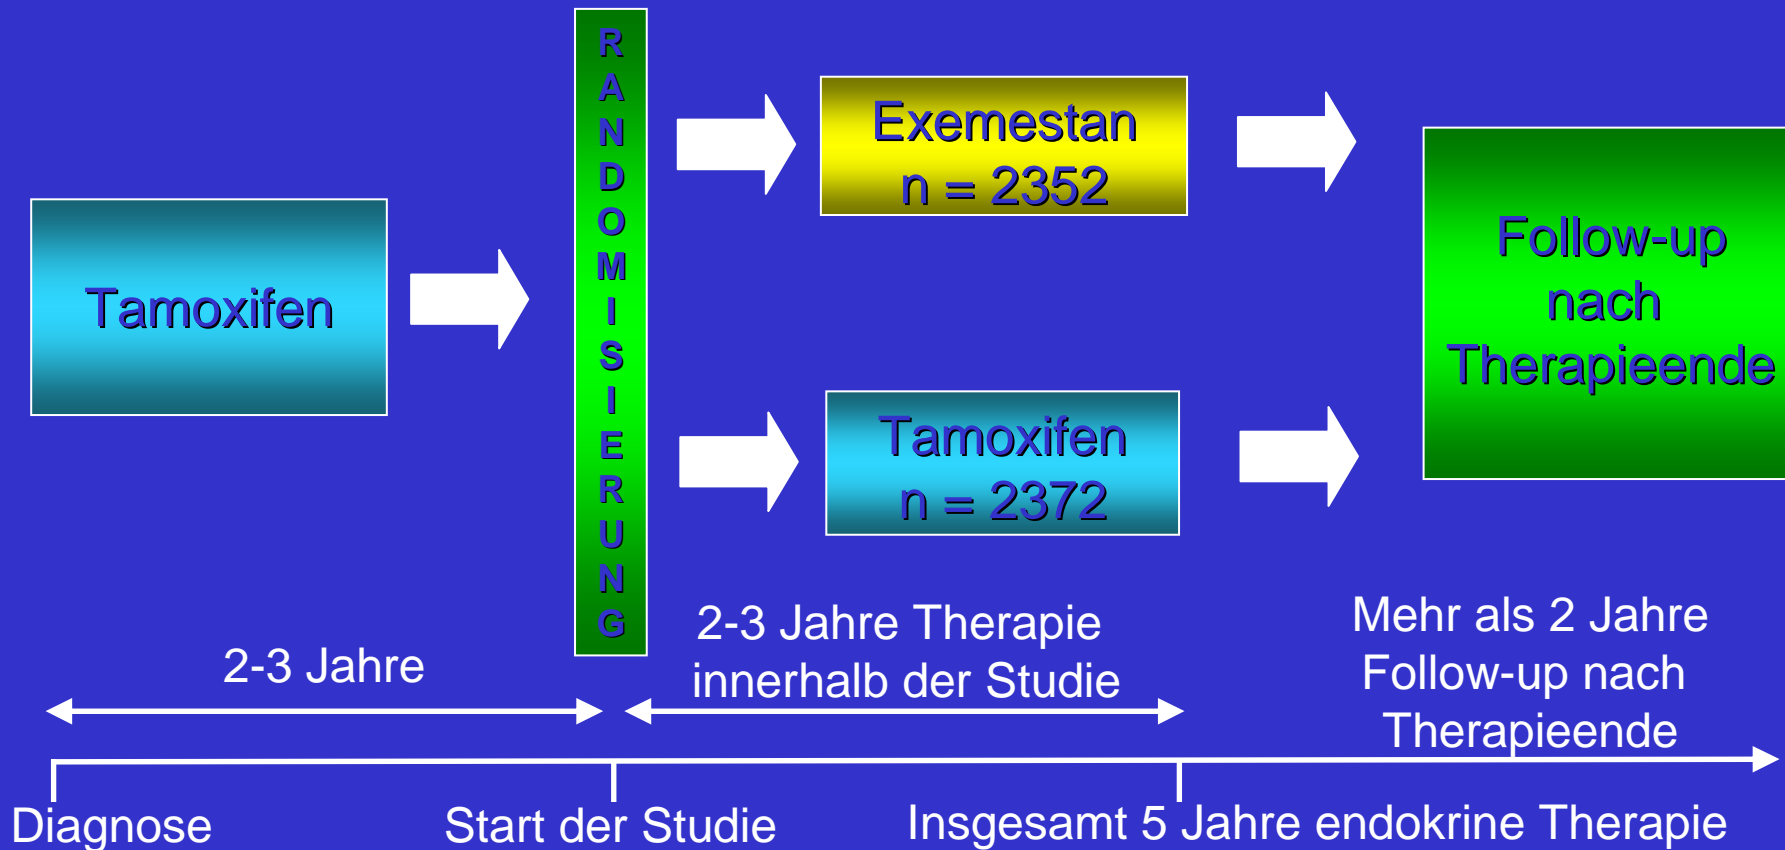 Tamoxifen
RANDOMISIERUNG
Exemestan
n = 2352
Tamoxifen
n = 2372
Follow-up
nach
Therapieende
2-3 Jahre
2-3 Jahre Therapie
innerhalb der Studie
Mehr als 2 Jahre
Follow-up nach
Therapieende
Diagnose
Start der Studie
Insgesamt 5 Jahre endokrine Therapie